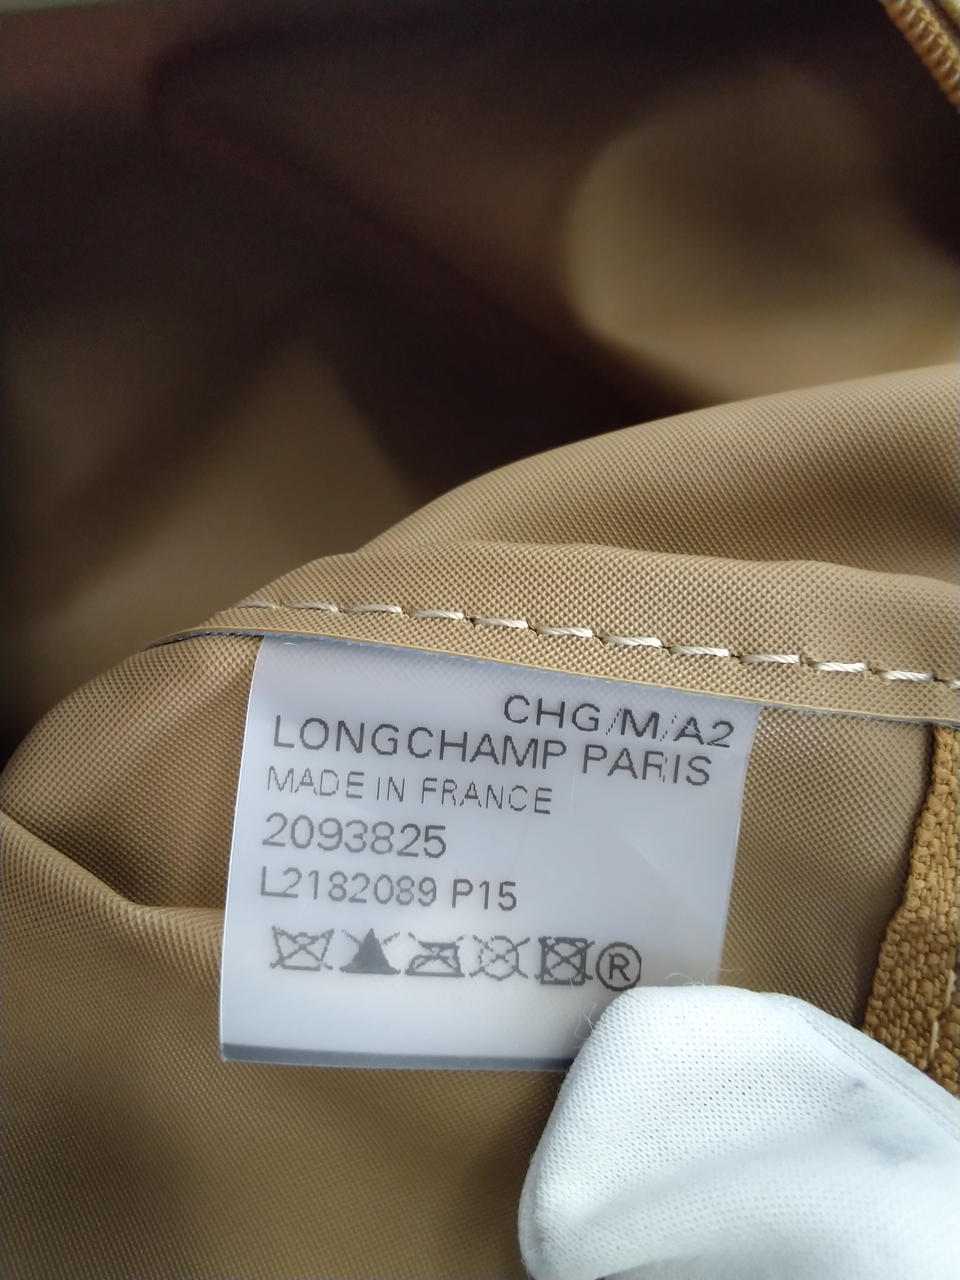 CHG/M/A2
LONGCHAMP PARIS
MADE IN FRANCE
2093825
L2182089 P15
®